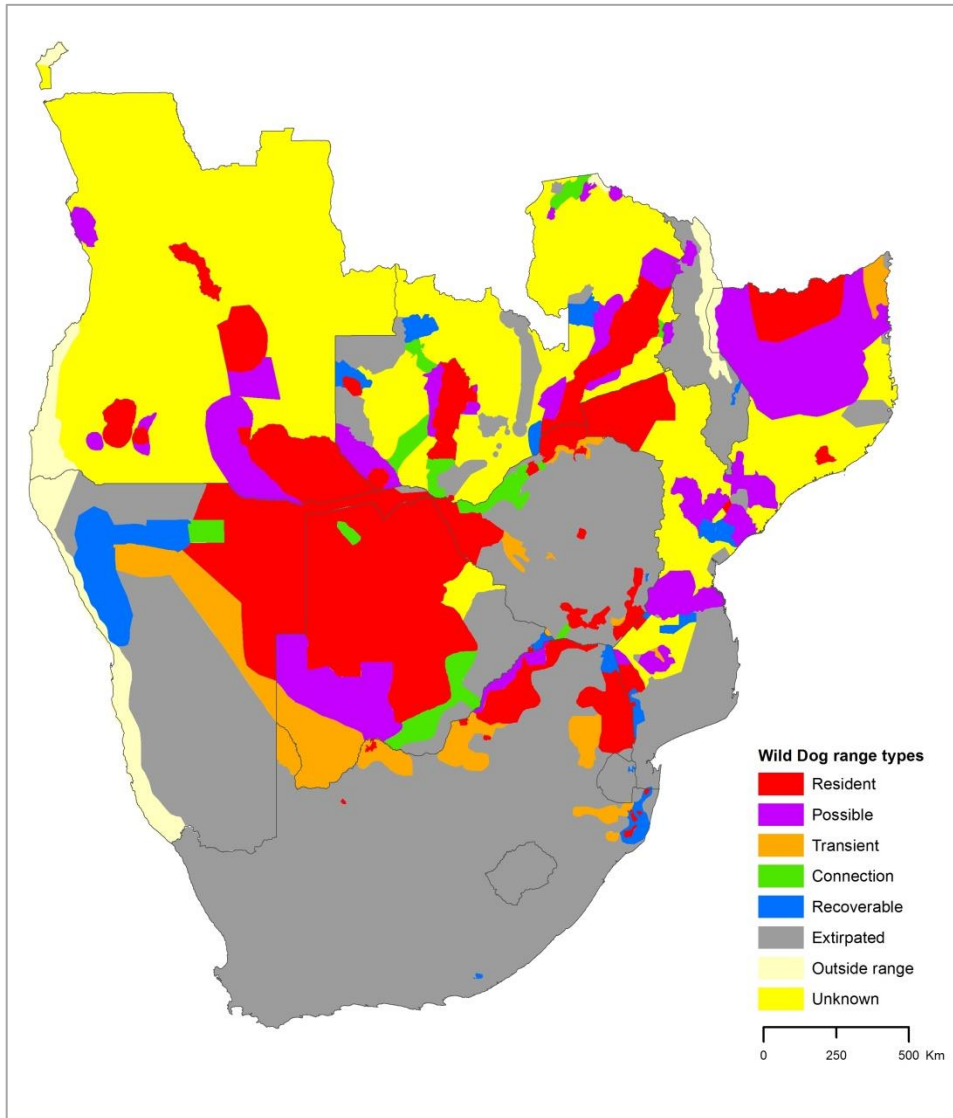 Wild Dog range types
Resident
Possible
Transient
Connection
Recoverable
Extirpated
Outside range
Unknown
0 250 500 Km